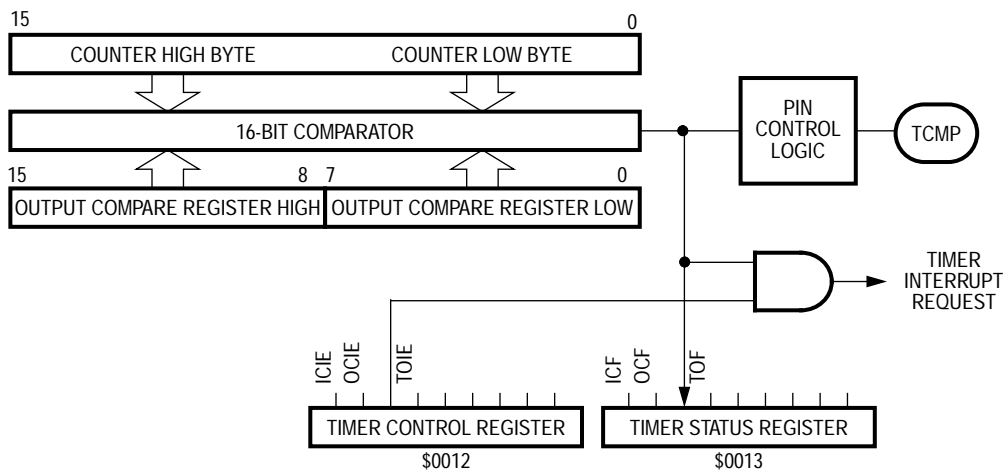 15 0
COUNTER HIGH BYTE COUNTER LOW BYTE
16-BIT COMPARATOR
PIN
CONTROL
LOGIC
TCMP
15 8 7 0
OUTPUT COMPARE REGISTER HIGH OUTPUT COMPARE REGISTER LOW
TIMER
INTERRUPT
REQUEST
ICIE
OCIE
TOIE
ICF
OCF
TOF
TIMER CONTROL REGISTER
$0012
TIMER STATUS REGISTER
$0013